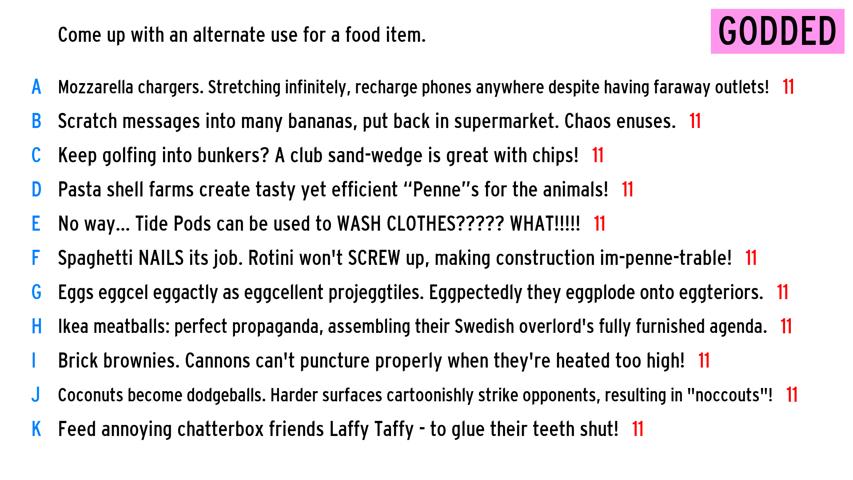 Come up with an alternate use for a food item.
GODDED
A Mozzarella chargers. Stretching infinitely, recharge phones anywhere despite having faraway outlets! 11
B Scratch messages into many bananas, put back in supermarket. Chaos enuses. 11
C Keep golfing into bunkers? A club sand-wedge is great with chips! 11
D Pasta shell farms create tasty yet efficient “Penne”s for the animals! 11
E No way... Tide Pods can be used to WASH CLOTHES????? WHAT!!!!! 11
F Spaghetti NAILS its job. Rotini won't SCREW up, making construction im-penne-trable! 11
G Eggs eggcel eggactly as eggcellent projeggtiles. Eggpectedly they eggplode onto eggteriors. 11
H Ikea meatballs: perfect propaganda, assembling their Swedish overlord's fully furnished agenda. 11
I Brick brownies. Cannons can't puncture properly when they're heated too high! 11
J Coconuts become dodgeballs. Harder surfaces cartoonishly strike opponents, resulting in "noccouts"! 11
K Feed annoying chatterbox friends Laffy Taffy - to glue their teeth shut! 11